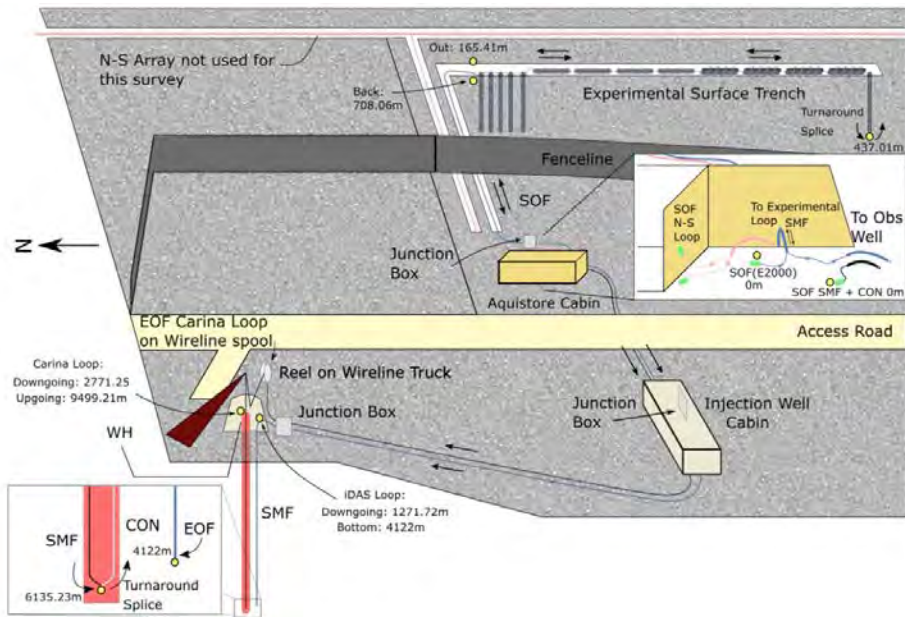 N-S Array not used for
this survey
Out: 165.41m
Back:
708.06m
Experimental Surface Trench
Turnaround
Splice
437.01m
Fenceline
SOF
N
Junction
Box
Aquistore Cabin
SOF
N-S
Loop
To Experimental
Loop
SMF
To Obs
Well
SOF(E2000)
0m
SOF SMF + CON 0m
EOF Carina Loop
on Wireline spool
Access Road
Carina Loop:
Downgoing: 2771.25
Upgoing: 9499.21m
Reel on Wireline Truck
Junction Box
WH
Junction
Box
Injection Well
Cabin
iDAS Loop:
Downgoing: 1271.72m
Bottom: 4122m
SMF
SMF
CON
4122m
EOF
6135.23m
Turnaround
Splice